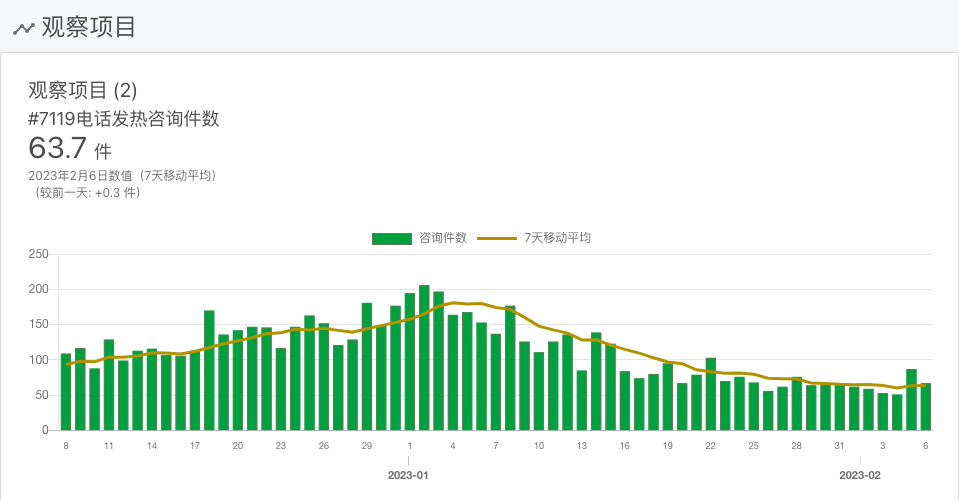 观察项目
观察项目 (2)
#7119电话发热咨询件数
63.7 件
2023年2月6日数值（7天移动平均）
（较前一天: +0.3 件）
咨询件数 7天移动平均
250
200
150
100
50
0
8 11 14 17 20 23 26 29 1 4 7 10 13 16 19 22 25 28 31 3 6
2023-01 2023-02